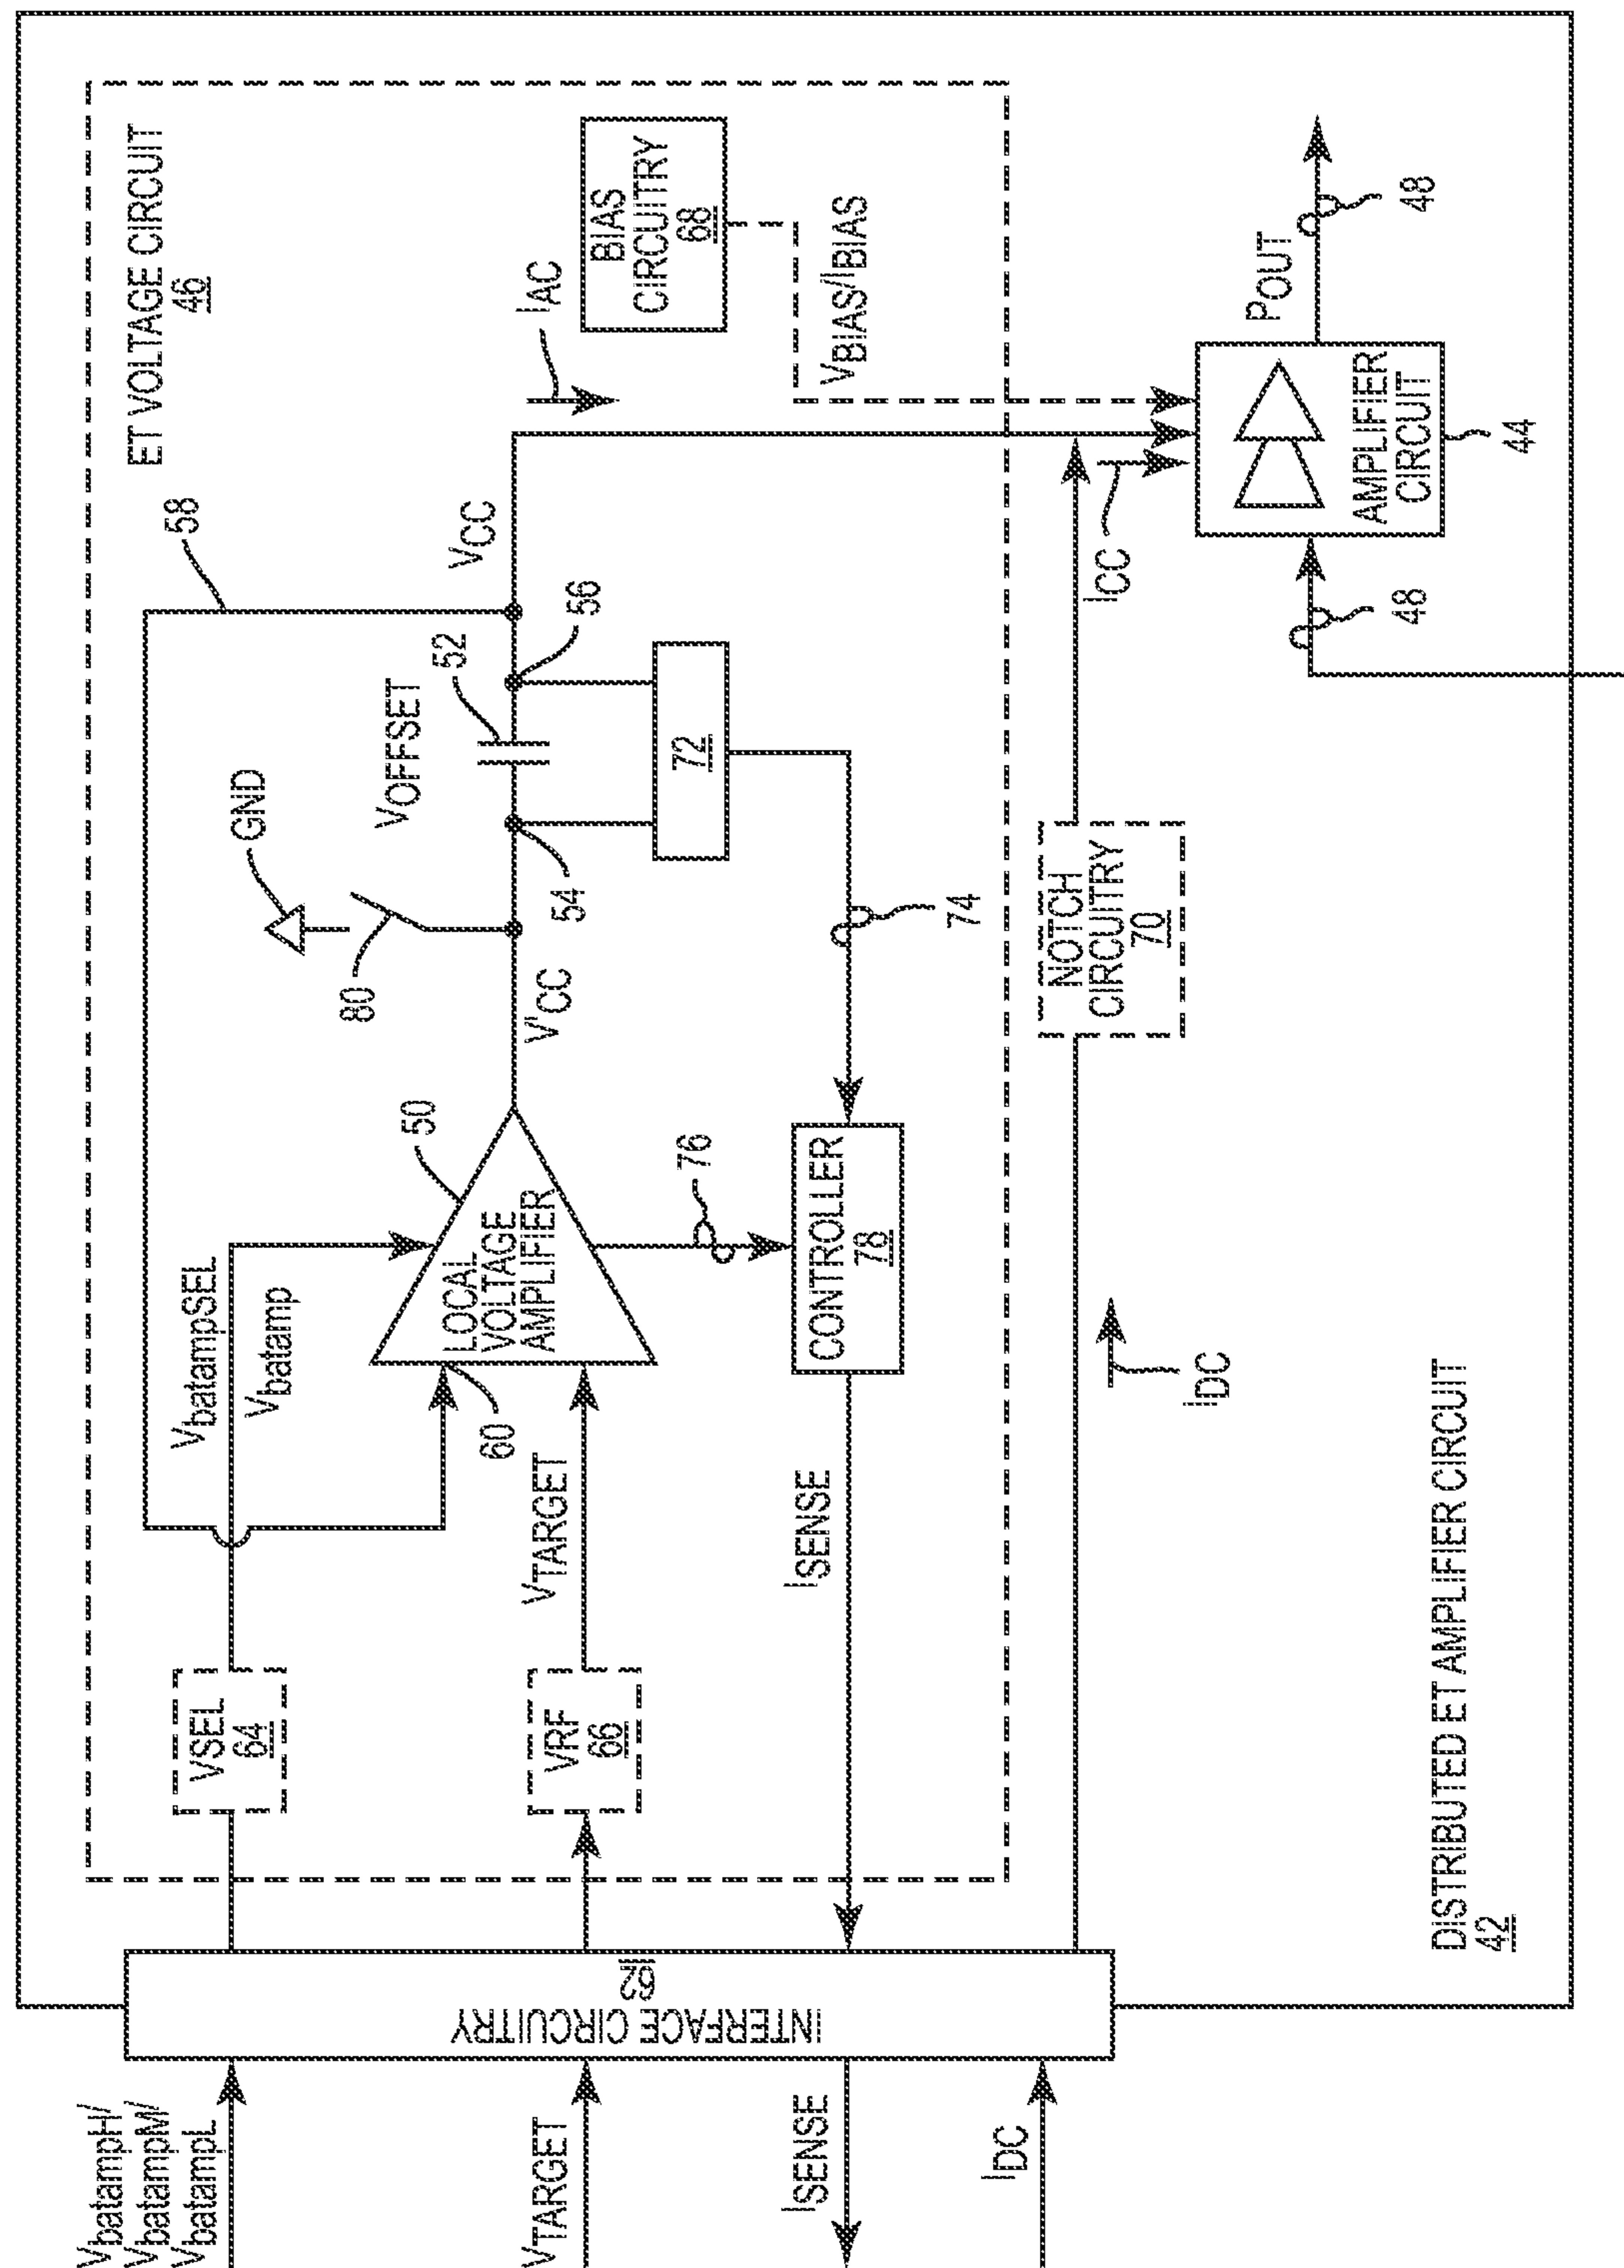 ET VOLTAGE CIRCUIT
46
58
GND
VOFFSET
52
VCC
IAC
BIAS
CIRCUITRY
68
VBIAS/IBIAS
80
V'CC
54
56
72
74
VbatampSEL
Vbatamp
50
LOCAL
VOLTAGE
AMPLIFIER
60
76
CONTROLLER
78
VSEL
64
VRF
66
VTARGET
ISENSE
NOTCH
CIRCUITRY
70
IDC
ICC
POUT
48
AMPLIFIER
CIRCUIT
44
48
INTERFACE CIRCUITRY
62
VbatampH/
VbatampM/
VbatampL
VTARGET
ISENSE
IDC
DISTRIBUTED ET AMPLIFIER CIRCUIT
42